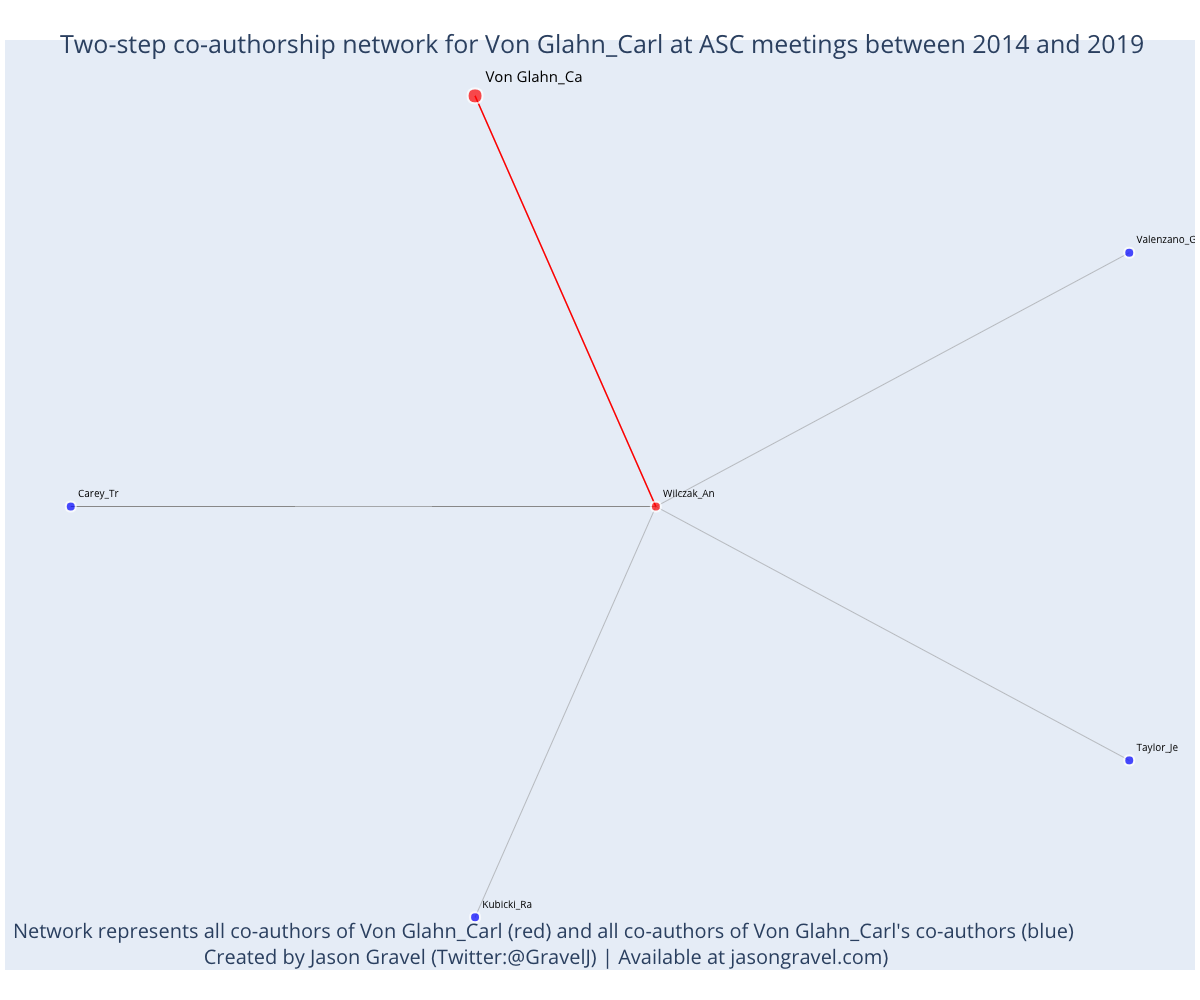 Two-step co-authorship network for Von Glahn_Carl at ASC meetings between 2014 and 2019
Von Glahn_Ca
Valenzano_G
Carey_Tr
Wilczak_An
Taylor_Je
Kubicki_Ra
Network represents all co-authors of Von Glahn_Carl (red) and all co-authors of Von Glahn_Carl's co-authors (blue)
Created by Jason Gravel (Twitter:@GravelJ) | Available at jasongravel.com)